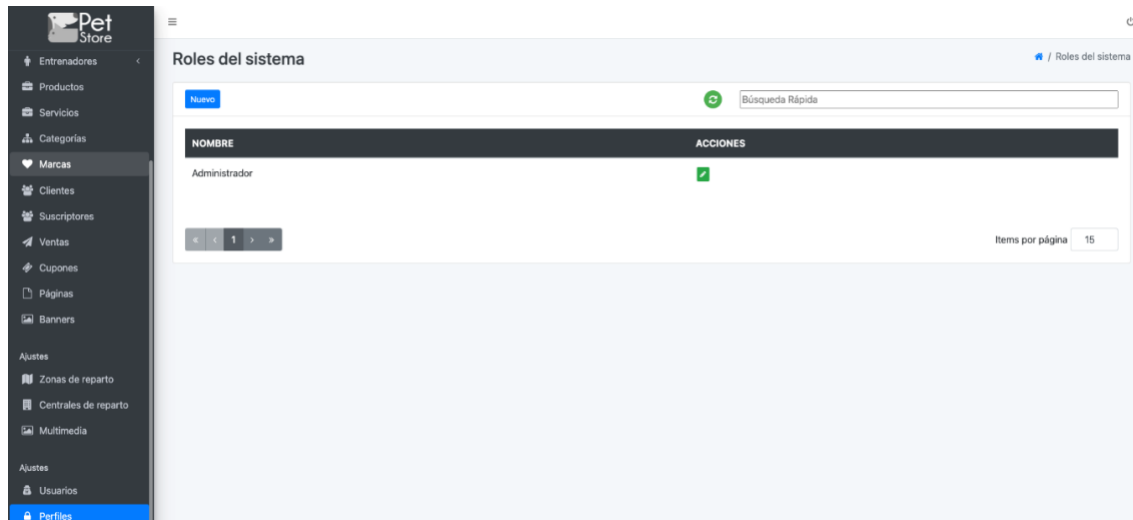 Pet
Store
Entrenadores
Productos
Servicios
Categorías
Marcas
Clientes
Suscriptores
Ventas
Cupones
Páginas
Banners
Ajustes
Zonas de reparto
Centrales de reparto
Multimedia
Ajustes
Usuarios
Perfiles
Roles del sistema
/ Roles del sistema
Nuevo
Búsqueda Rápida
NOMBRE ACCIONES
Administrador
« ‹ 1 › »
Items por página 15